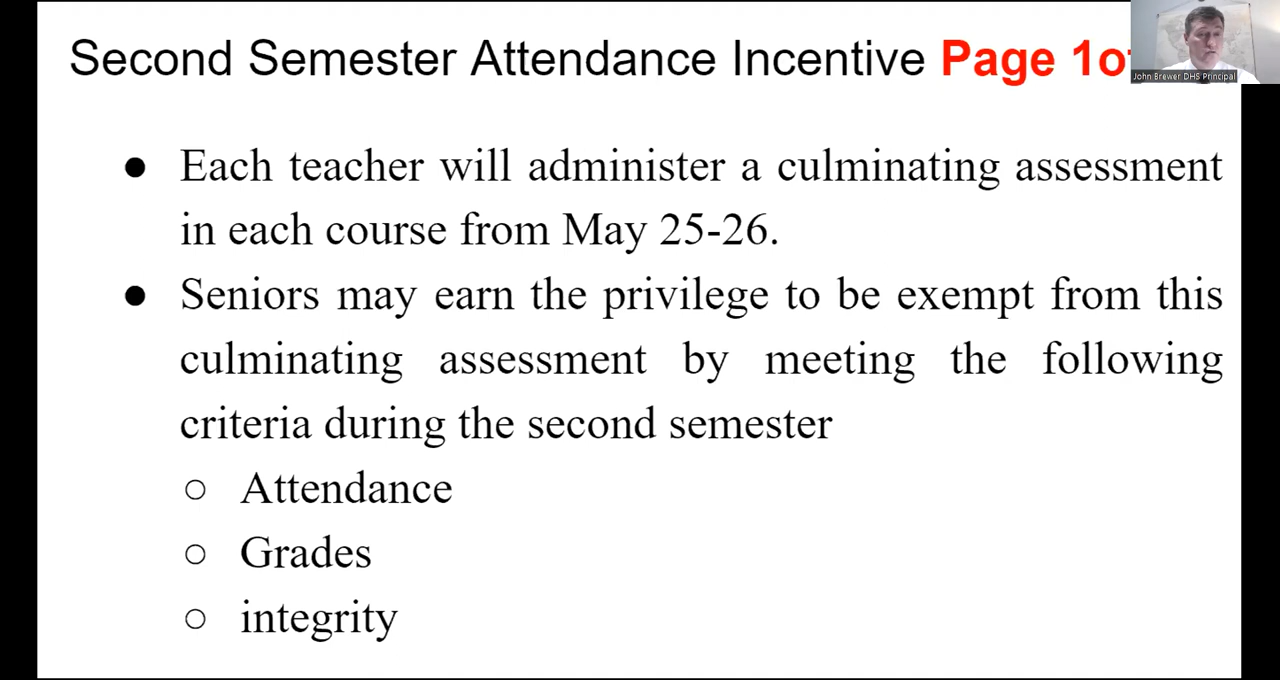 Second Semester Attendance Incentive Page 1of
John Brewer DHS Principal
● Each teacher will administer a culminating assessment
in each course from May 25-26.
● Seniors may earn the privilege to be exempt from this
culminating assessment by meeting the following
criteria during the second semester
○ Attendance
○ Grades
○ integrity